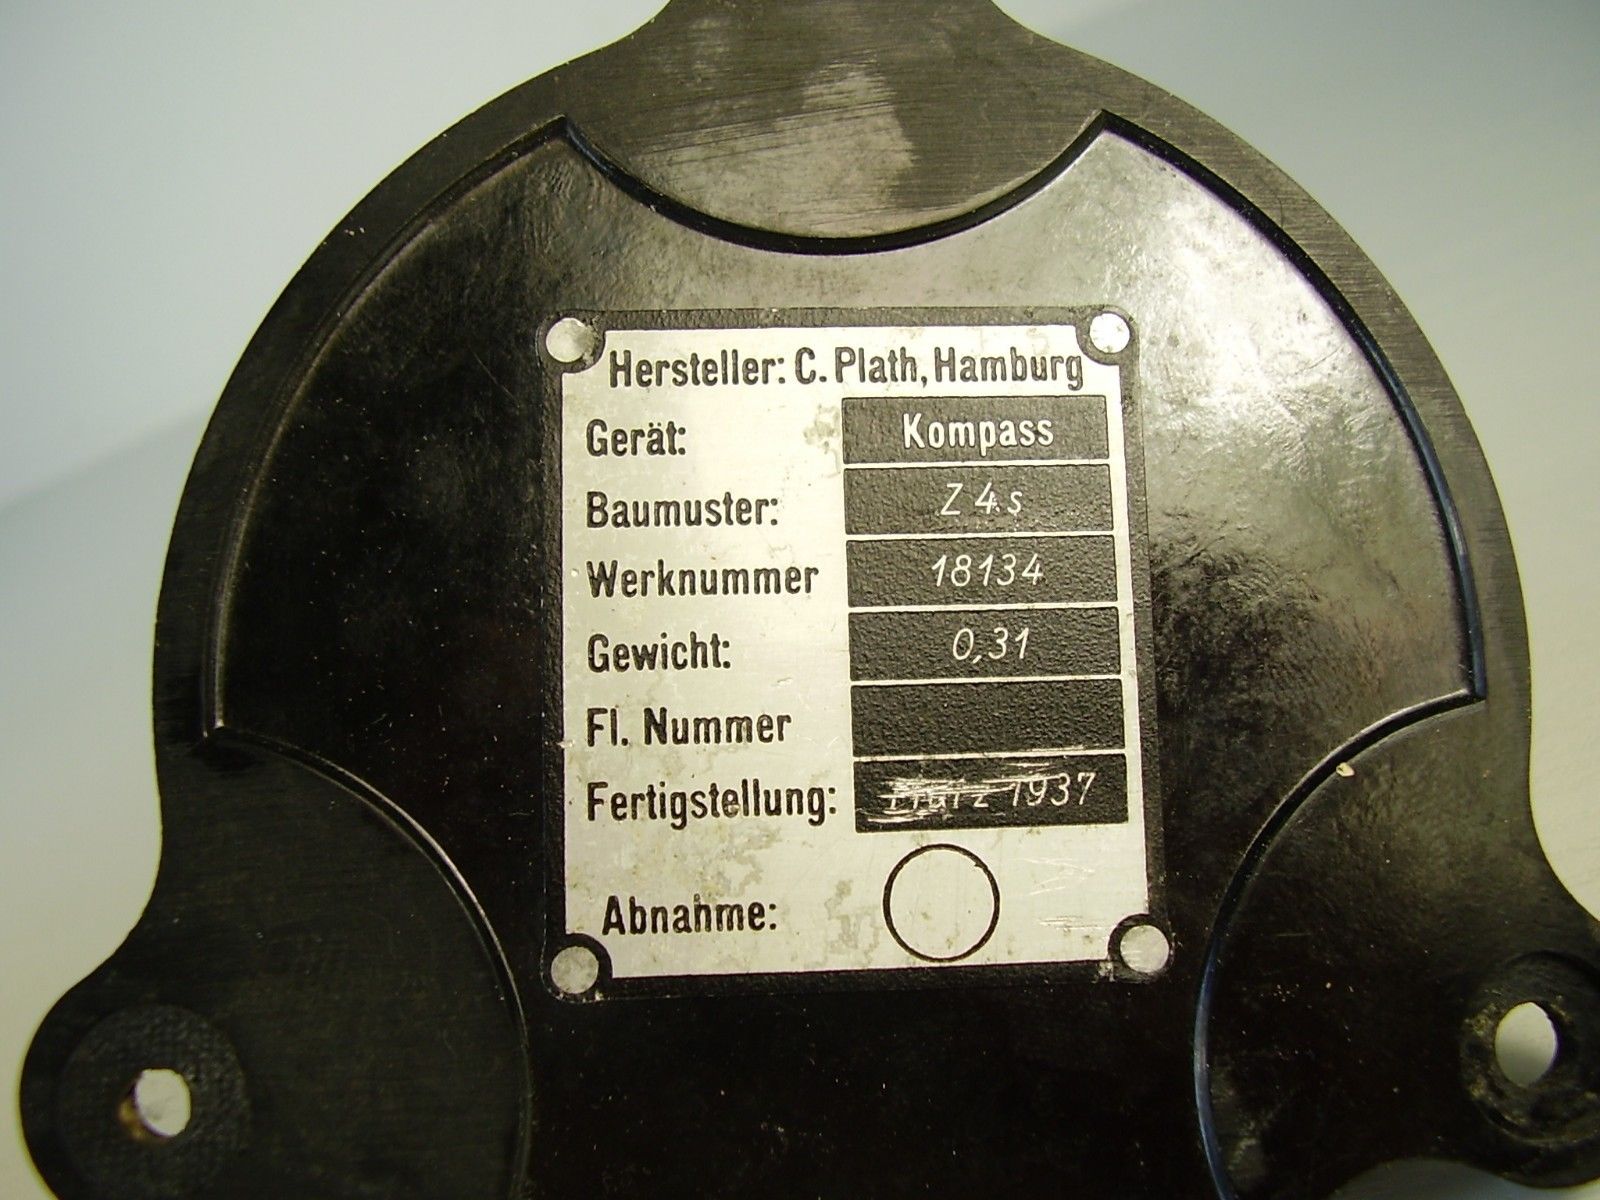 Hersteller: C. Plath, Hamburg
Gerät: Kompass
Baumuster: Z 4.s
Werknummer 18134
Gewicht: 0,31
Fl. Nummer
Fertigstellung: 1937
Abnahme: